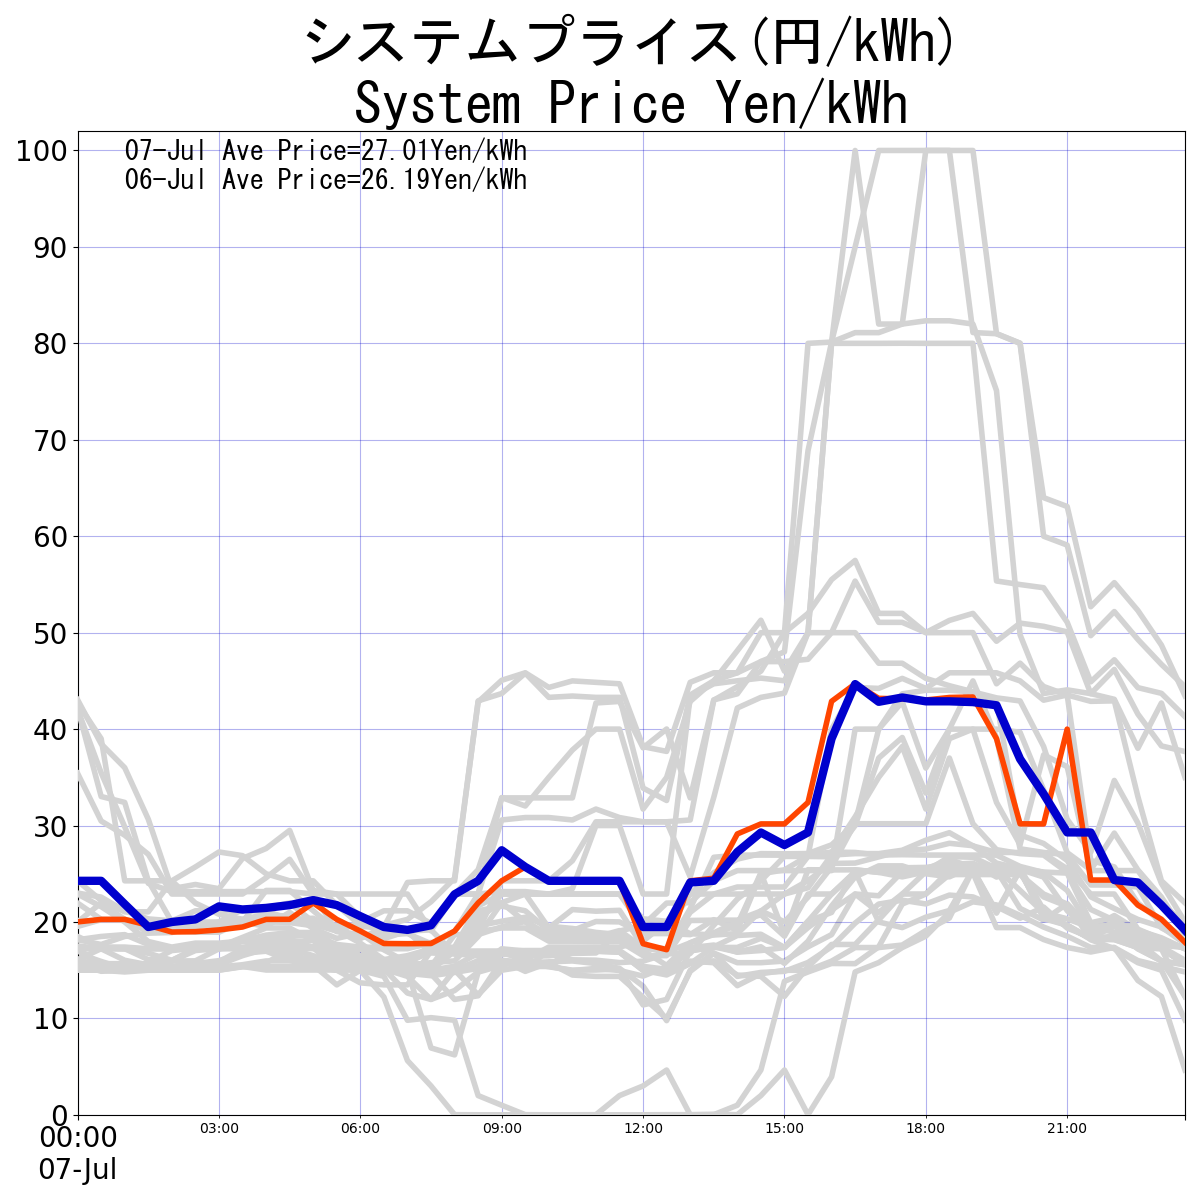 システムプライス(円/kWh)
System Price Yen/kWh
07-Jul Ave Price=27.01Yen/kWh
06-Jul Ave Price=26.19Yen/kWh
100
90
80
70
60
50
40
30
20
10
0
00:00 03:00 06:00 09:00 12:00 15:00 18:00 21:00
07-Jul